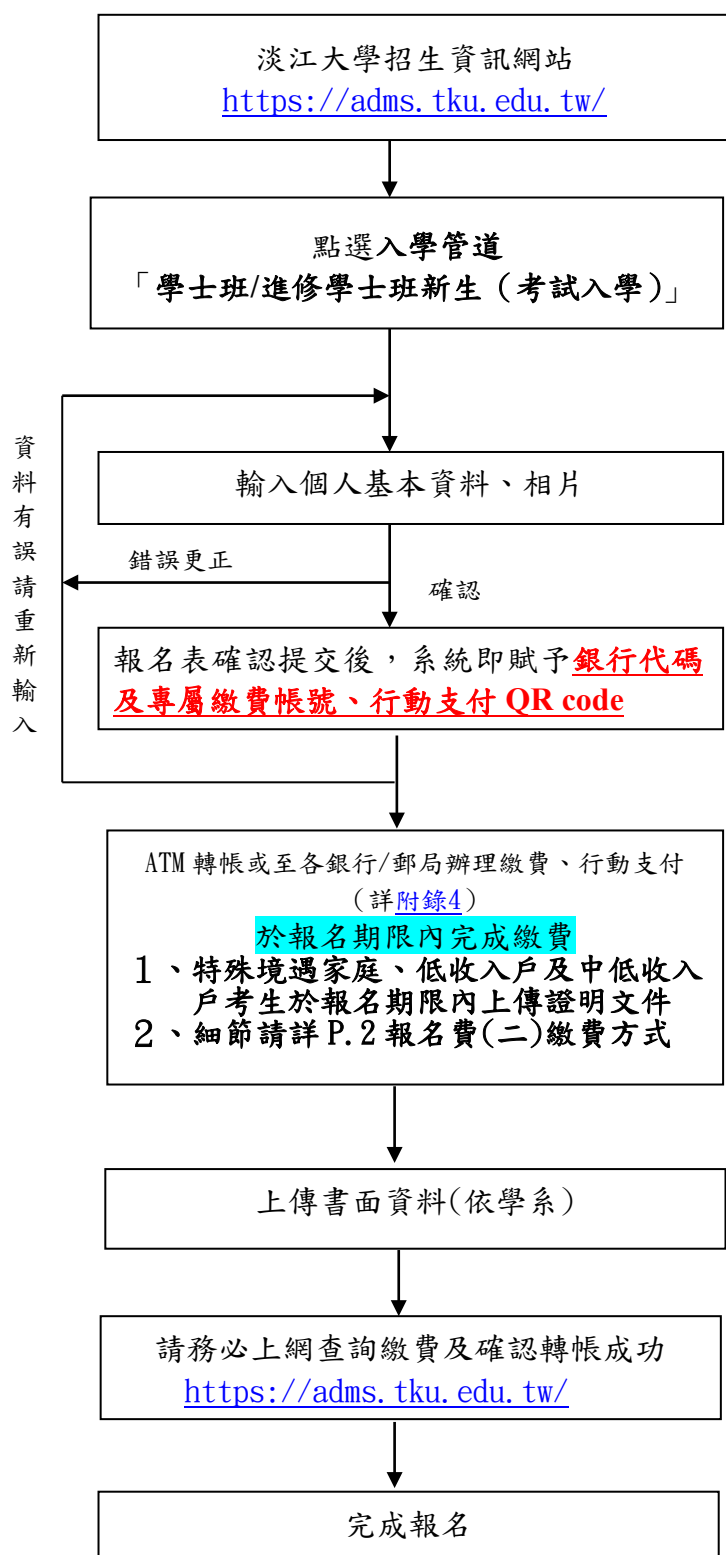 淡江大學招生資訊網站
https://adms.tku.edu.tw/
點選入學管道
「學士班/進修學士班新生（考試入學）」
資料有誤請重新輸入
輸入個人基本資料、相片
錯誤更正
確認
報名表確認提交後，系統即賦予銀行代碼
及專屬繳費帳號、行動支付 QR code
ATM 轉帳或至各銀行/郵局辦理繳費、行動支付
（詳附錄4）
於報名期限內完成繳費
１、特殊境遇家庭、低收入戶及中低收入
戶考生於報名期限內上傳證明文件
２、細節請詳 P.2 報名費(二)繳費方式
上傳書面資料(依學系)
請務必上網查詢繳費及確認轉帳成功
https://adms.tku.edu.tw/
完成報名